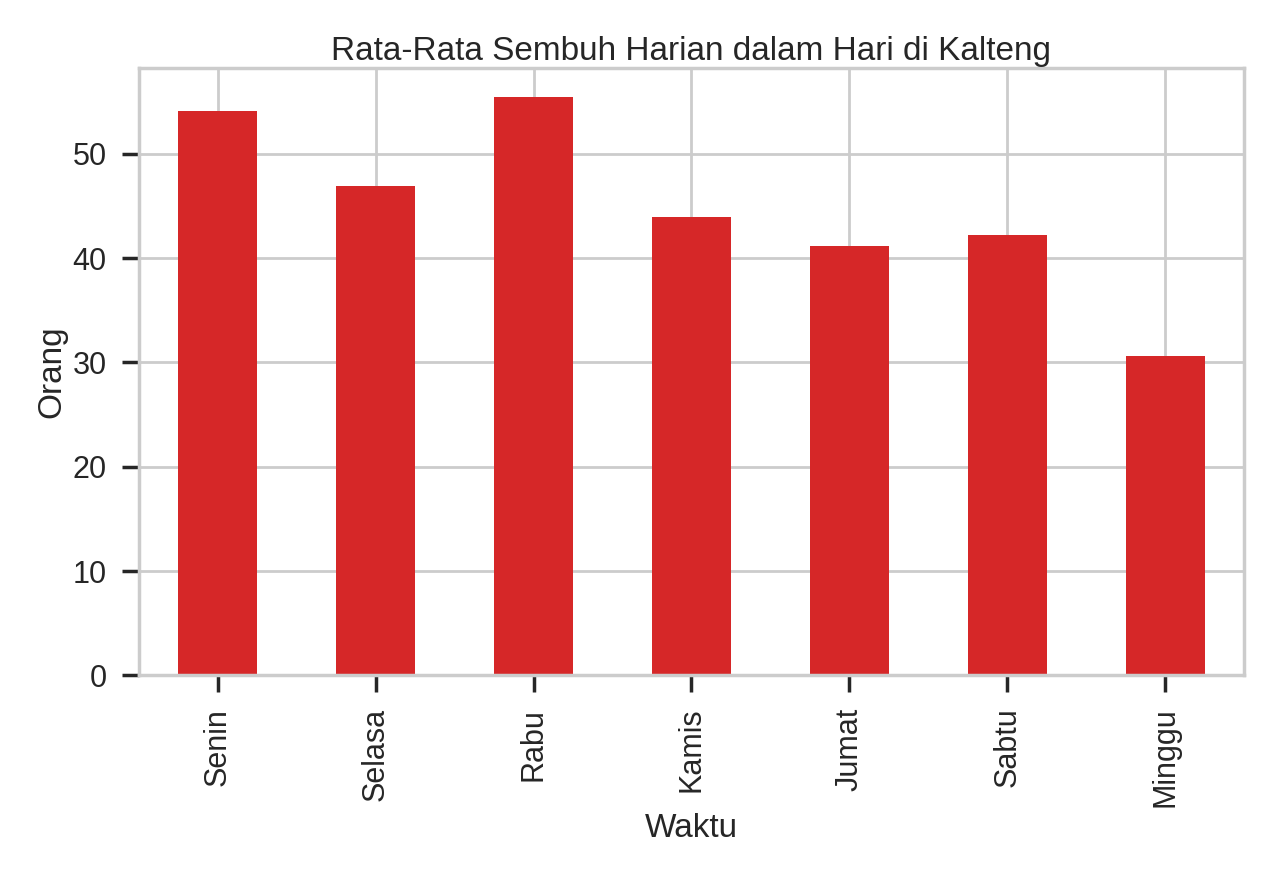 Rata-Rata Sembuh Harian dalam Hari di Kalteng
Orang
50
40
30
20
10
0
Senin
Selasa
Rabu
Kamis
Jumat
Sabtu
Minggu
Waktu